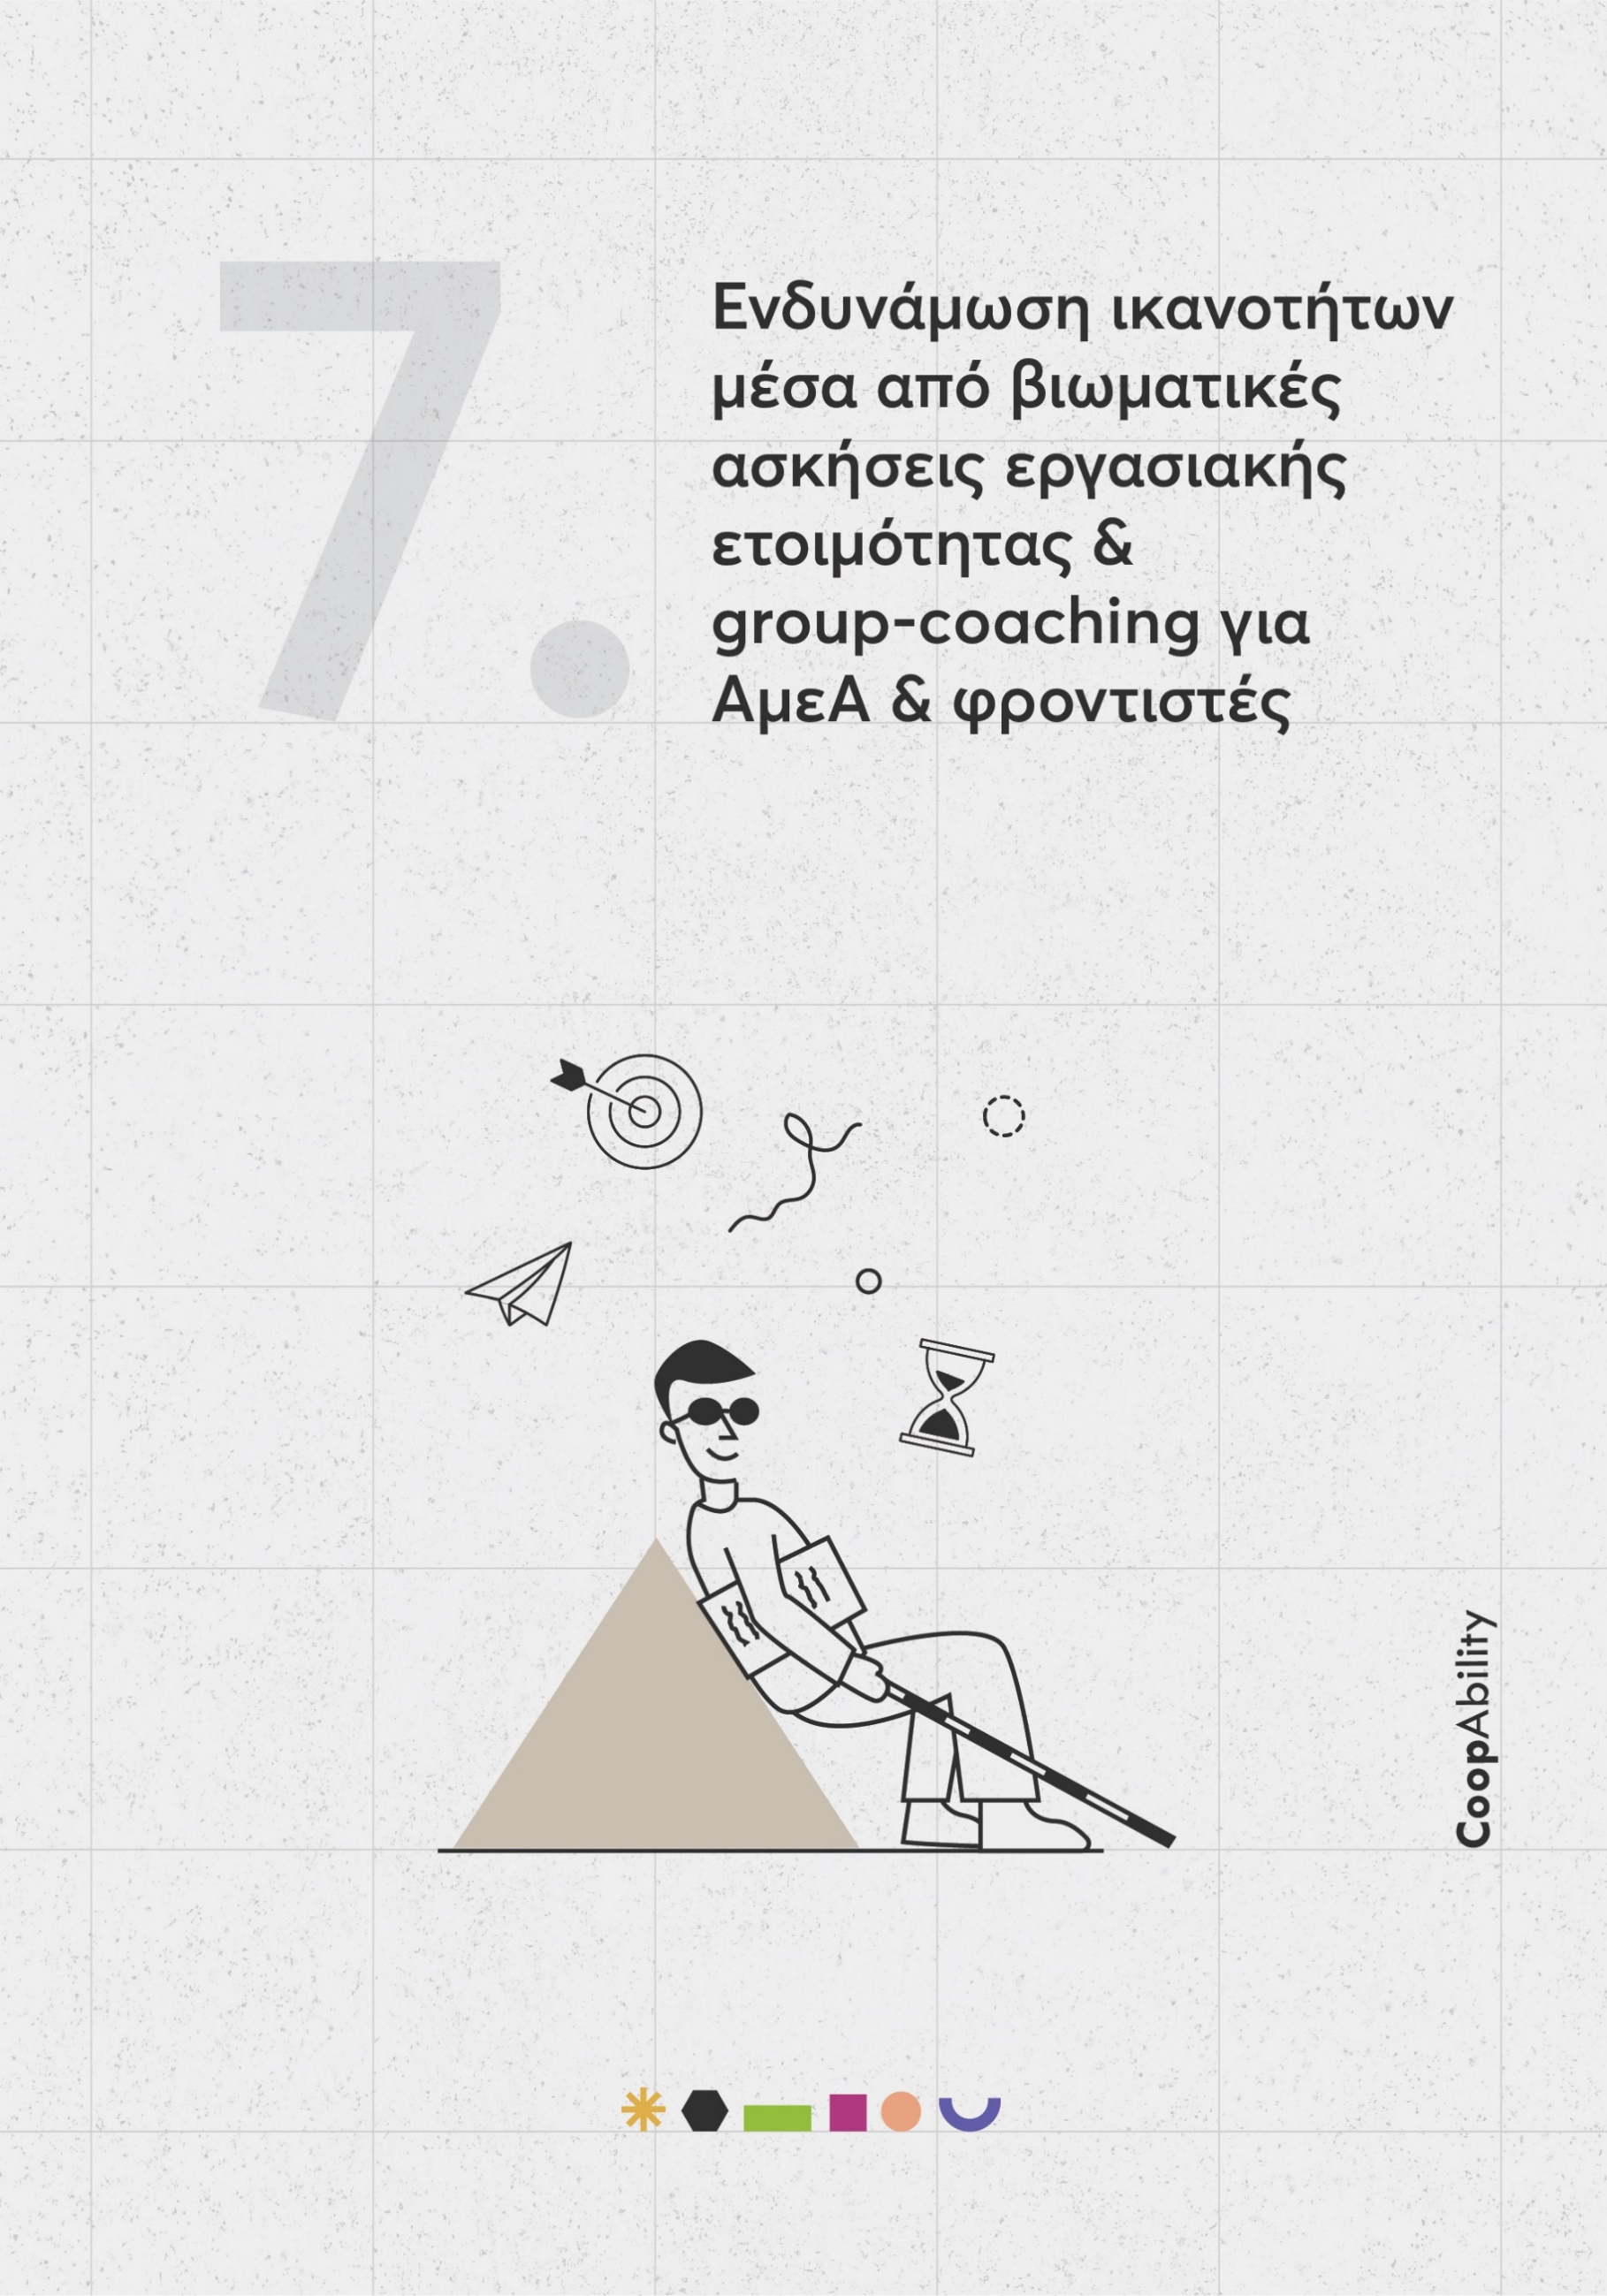 7.
Ενδυνάμωση ικανοτήτων
μέσα από βιωματικές
ασκήσεις εργασιακής
ετοιμότητας &
group-coaching για
ΑμεΑ & φροντιστές
CoopAbility